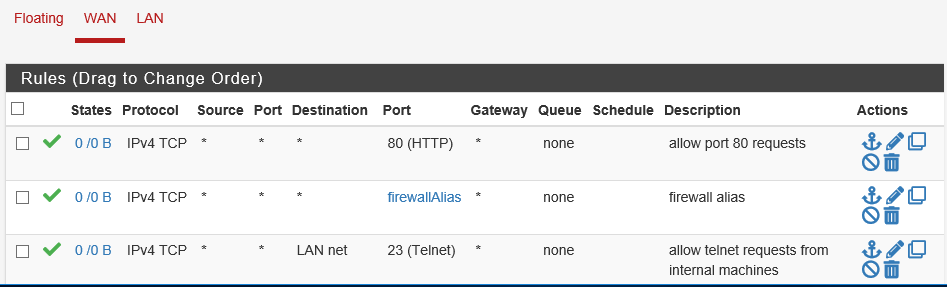 Floating WAN LAN
Rules (Drag to Change Order)
States Protocol Source Port Destination Port Gateway Queue Schedule Description Actions
0 /0 B IPv4 TCP * * * 80 (HTTP) * none allow port 80 requests
0 /0 B IPv4 TCP * * * firewallAlias * none firewall alias
0 /0 B IPv4 TCP * * LAN net 23 (Telnet) * none allow telnet requests from
internal machines